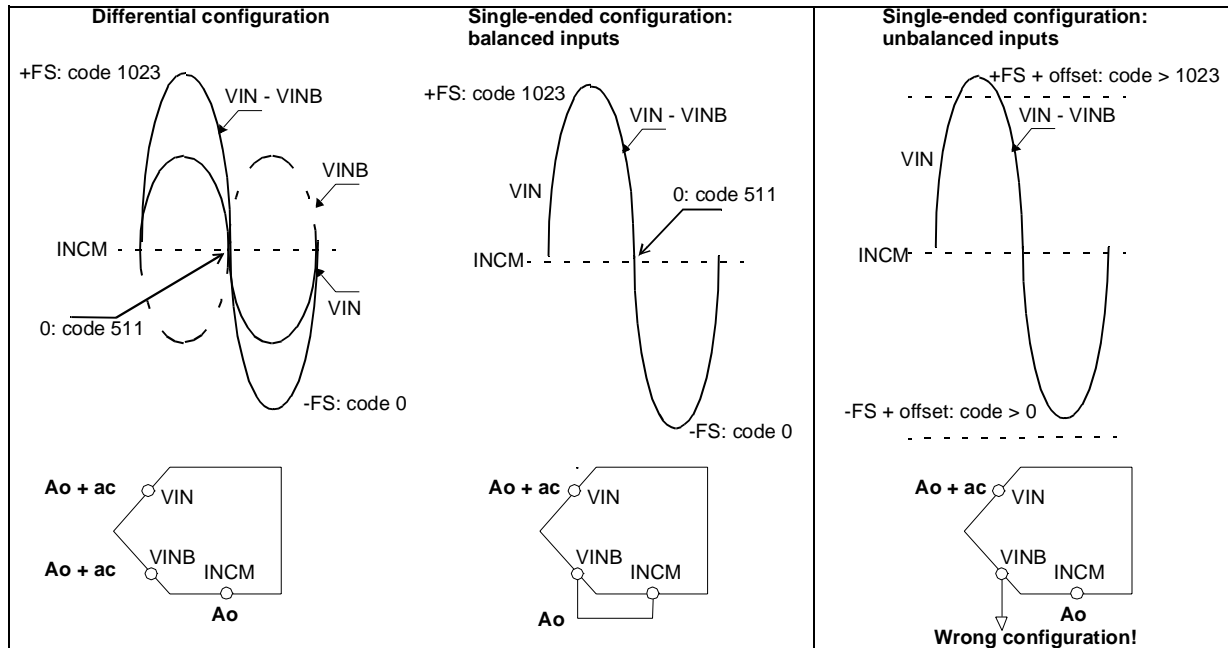 Differential configuration
+FS: code 1023
VIN - VINB
VINB
INCM
VIN
0: code 511
-FS: code 0
Ao + ac
VIN
VINB
Ao + ac
INCM
Ao
Single-ended configuration:
balanced inputs
+FS: code 1023
VIN - VINB
VIN
0: code 511
INCM
-FS: code 0
Ao + ac
VIN
VINB
INCM
Ao
Single-ended configuration:
unbalanced inputs
+FS + offset: code > 1023
VIN - VINB
VIN
INCM
-FS + offset: code > 0
Ao + ac
VIN
VINB
INCM
Ao
Wrong configuration!